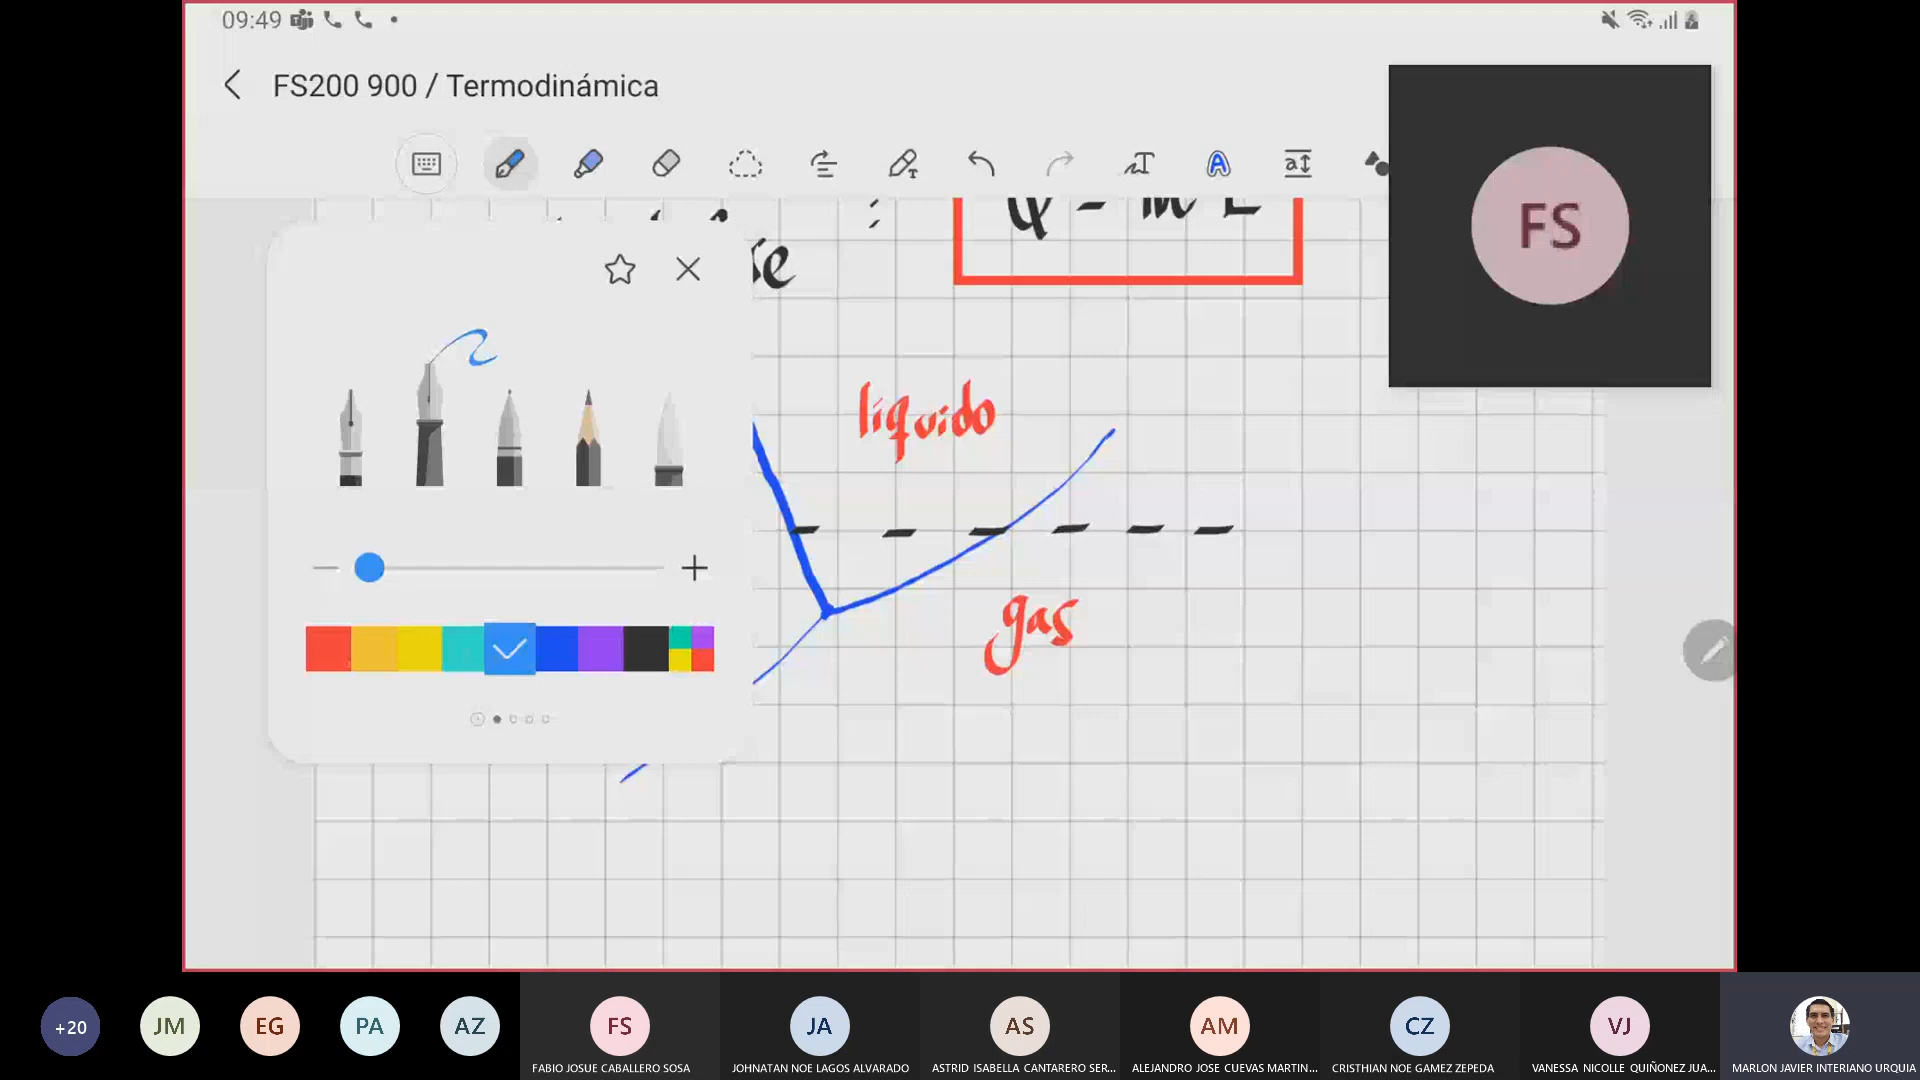 09:49
FS200 900 / Termodinámica
FS
Q = m L
líquido
gas
+20
JM
EG
PA
AZ
FS
JA
AS
AM
CZ
VJ
FABIO JOSUE CABALLERO SOSA
JOHNATAN NOE LAGOS ALVARADO
ASTRID ISABELLA CANTARERO SER...
ALEJANDRO JOSE CUEVAS MARTIN...
CRISTHIAN NOE GAMEZ ZEPEDA
VANESSA NICOLLE QUIÑONEZ JUA...
MARLON JAVIER INTERIANO URQUIA